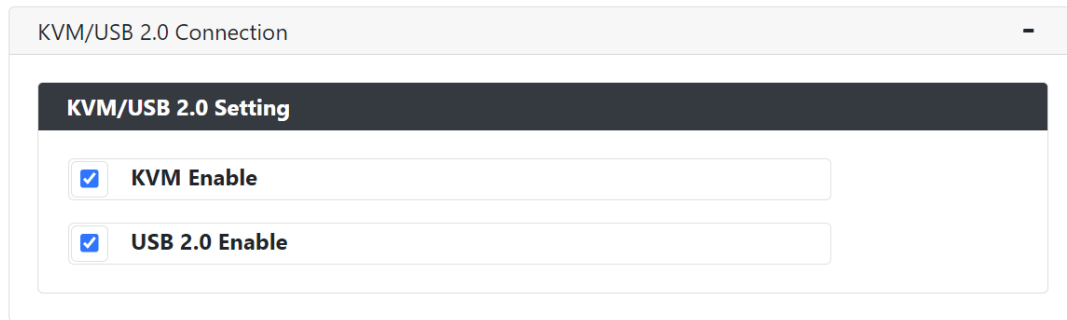 KVM/USB 2.0 Connection
KVM/USB 2.0 Setting
KVM Enable
USB 2.0 Enable